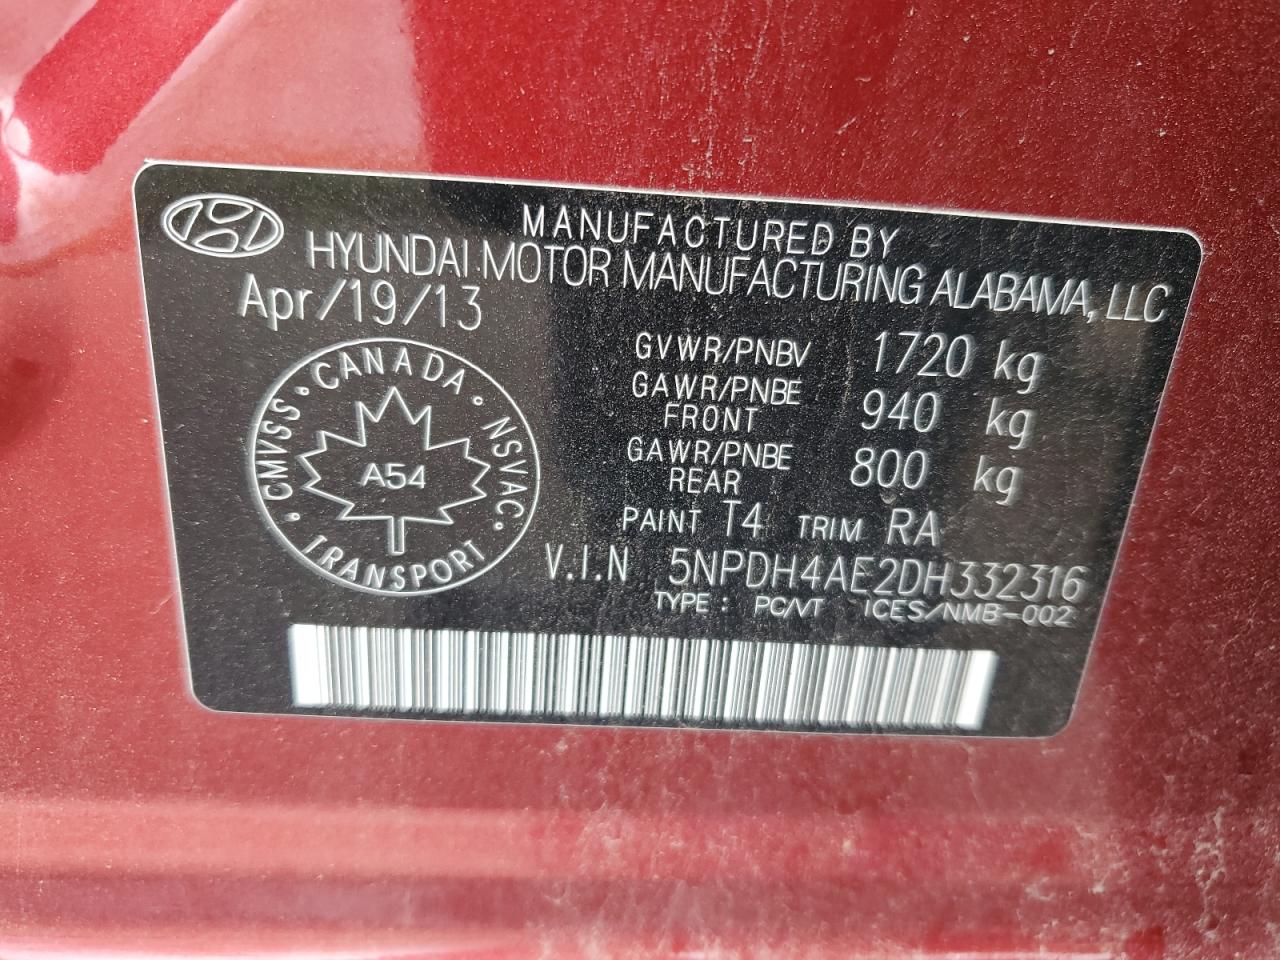 MANUFACTURED BY
HYUNDAI MOTOR MANUFACTURING ALABAMA, LLC
Apr/19/13
GVWR/PNBV 1720 kg
GAWR/PNBE FRONT 940 kg
GAWR/PNBE REAR 800 kg
CMVSS · CANADA · NSVAC · TRANSPORT ·
A54
PAINT T4 TRIM RA
V.I.N 5NPDH4AE2DH332316
TYPE : PC/VT ICES/NMB-002